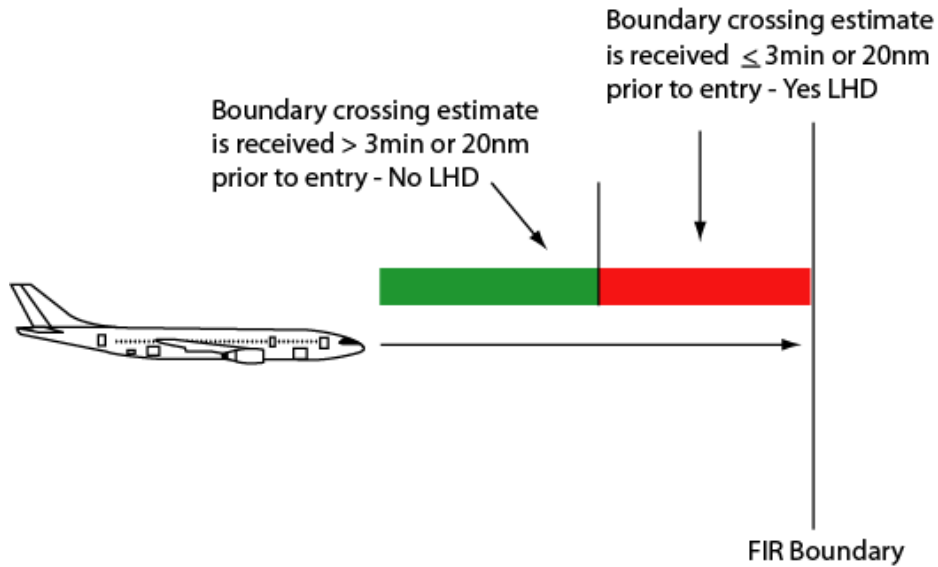 Boundary crossing estimate
is received ≤ 3min or 20nm
prior to entry - Yes LHD
Boundary crossing estimate
is received > 3min or 20nm
prior to entry - No LHD
FIR Boundary